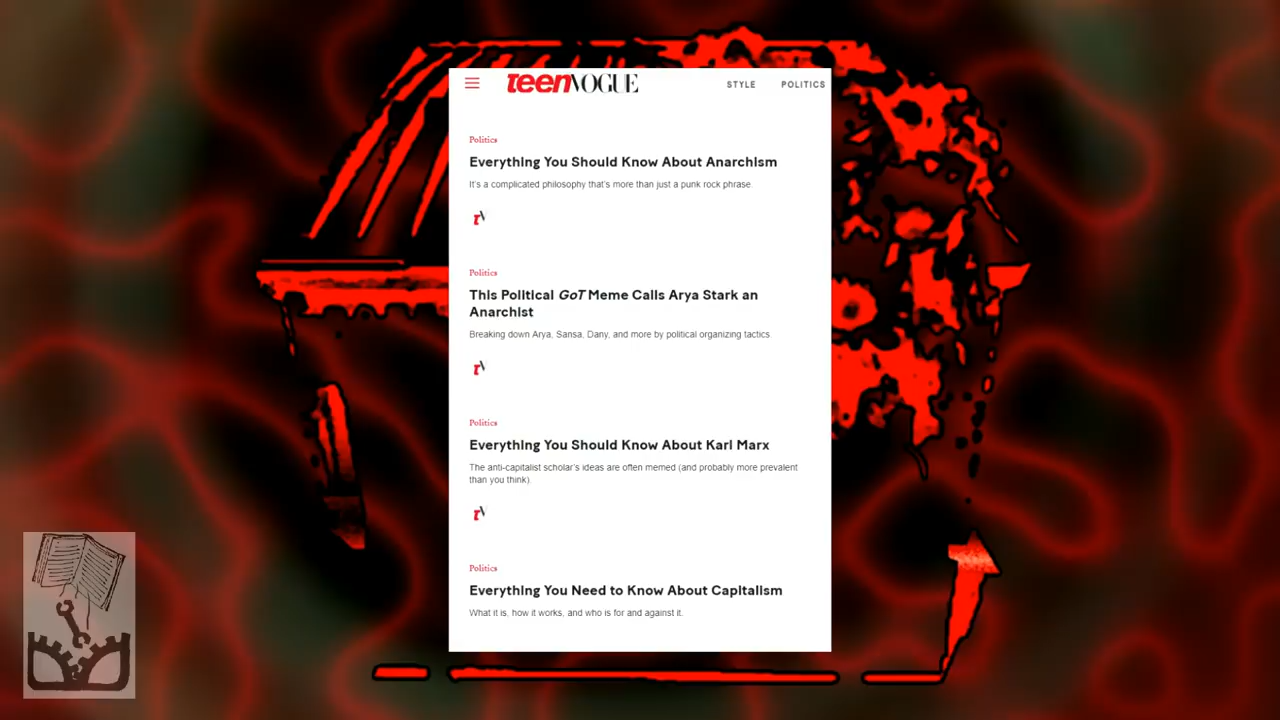 teenVOGUE STYLE POLITICS
Politics
Everything You Should Know About Anarchism
It's a complicated philosophy that's more than just a punk rock phrase.
tV
Politics
This Political GoT Meme Calls Arya Stark an
Anarchist
Breaking down Arya, Sansa, Dany, and more by political organizing tactics
tV
Politics
Everything You Should Know About Karl Marx
The anti-capitalist scholar's ideas are often memed (and probably more prevalent
than you think).
tV
Politics
Everything You Need to Know About Capitalism
What it is, how it works, and who is for and against it.